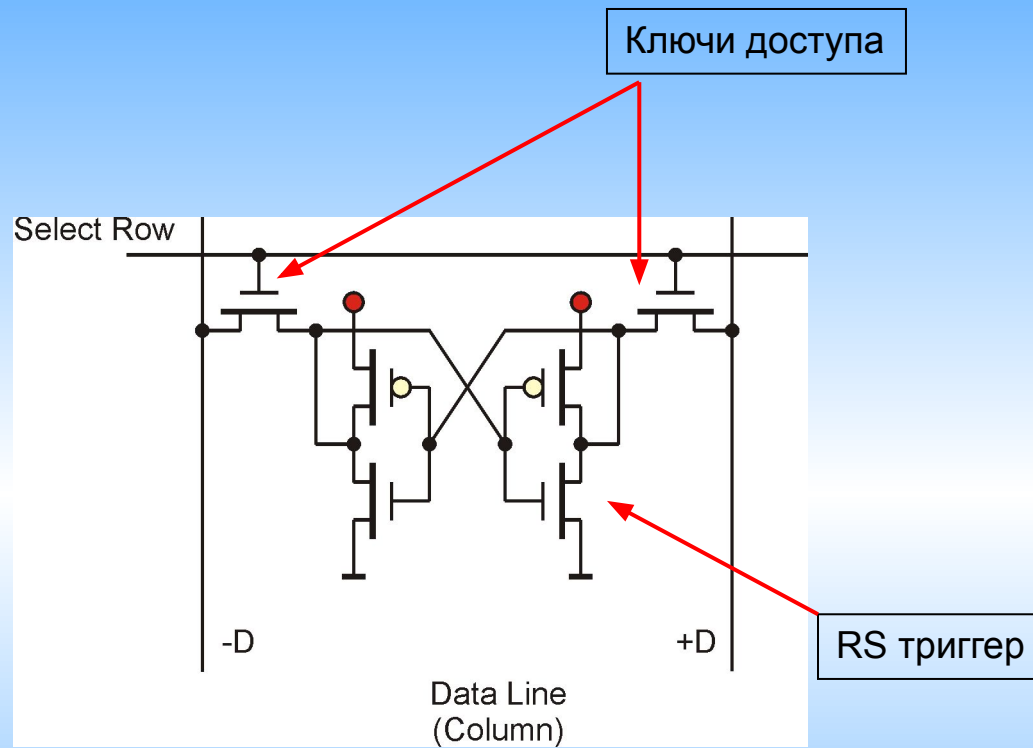 Ключи доступа
Select Row
-D
+D
RS триггер
Data Line
(Column)